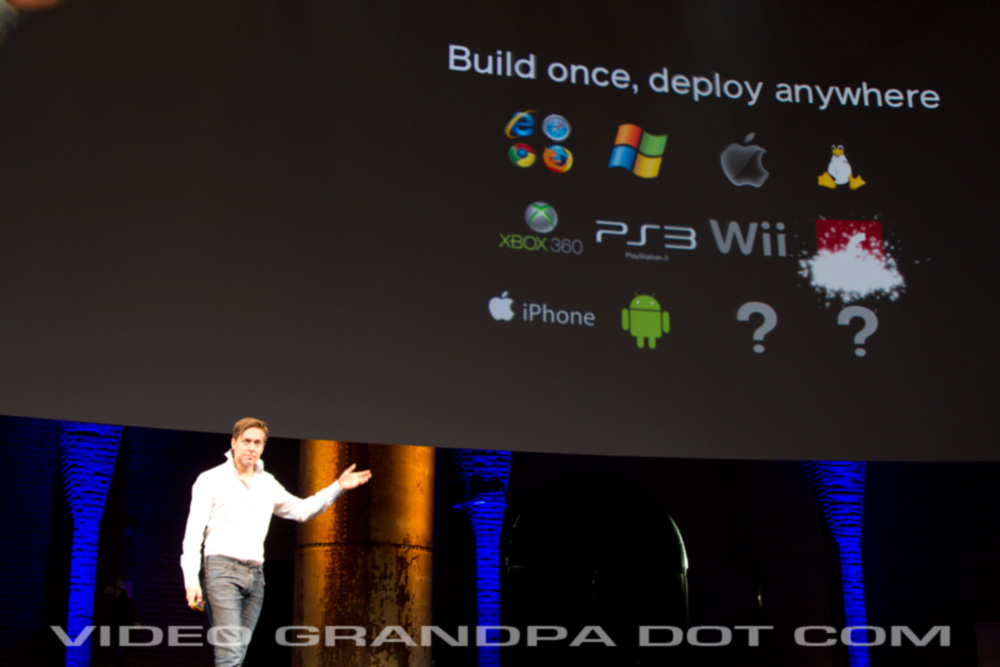 Build once, deploy anywhere
XBOX 360 PS3 Wii
PlayStation 3
iPhone ? ?
VIDEO GRANDPA DOT COM